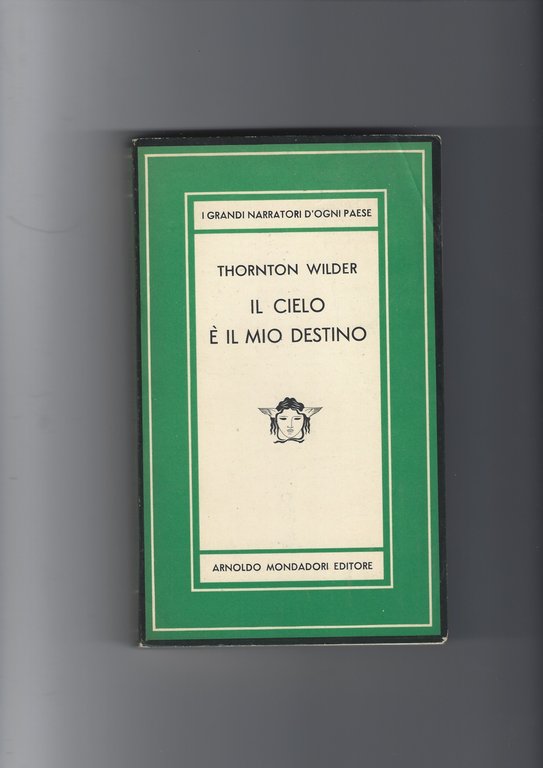 I GRANDI NARRATORI D'OGNI PAESE
THORNTON WILDER
IL CIELO
È IL MIO DESTINO
ARNOLDO MONDADORI EDITORE